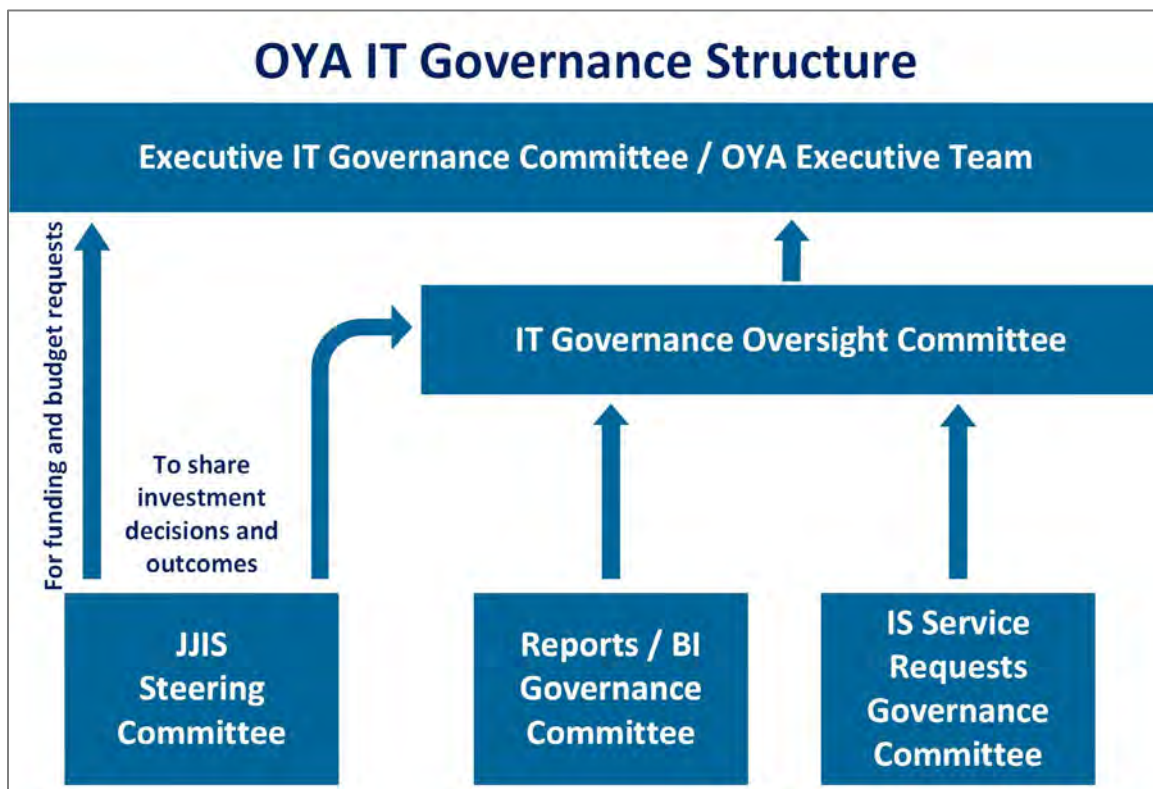 OYA IT Governance Structure
Executive IT Governance Committee / OYA Executive Team
For funding and budget requests
IT Governance Oversight Committee
To share
investment
decisions and
outcomes
JJIS
Steering
Committee
Reports / BI
Governance
Committee
IS Service
Requests
Governance
Committee